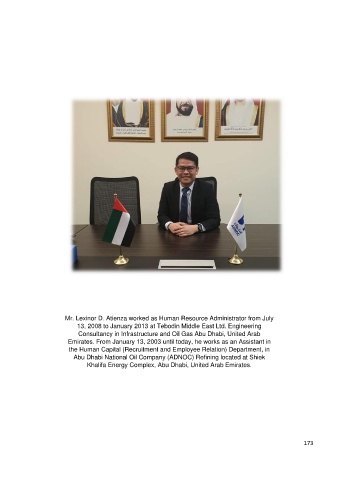 Mr. Lexinor D. Atienza worked as Human Resource Administrator from July
13, 2008 to January 2013 at Tebodin Middle East Ltd. Engineering
Consultancy in Infrastructure and Oil Gas Abu Dhabi, United Arab
Emirates. From January 13, 2003 until today, he works as an Assistant in
the Human Capital (Recruitment and Employee Relation) Department, in
Abu Dhabi National Oil Company (ADNOC) Refining located at Shiek
Khalifa Energy Complex, Abu Dhabi, United Arab Emirates.
173